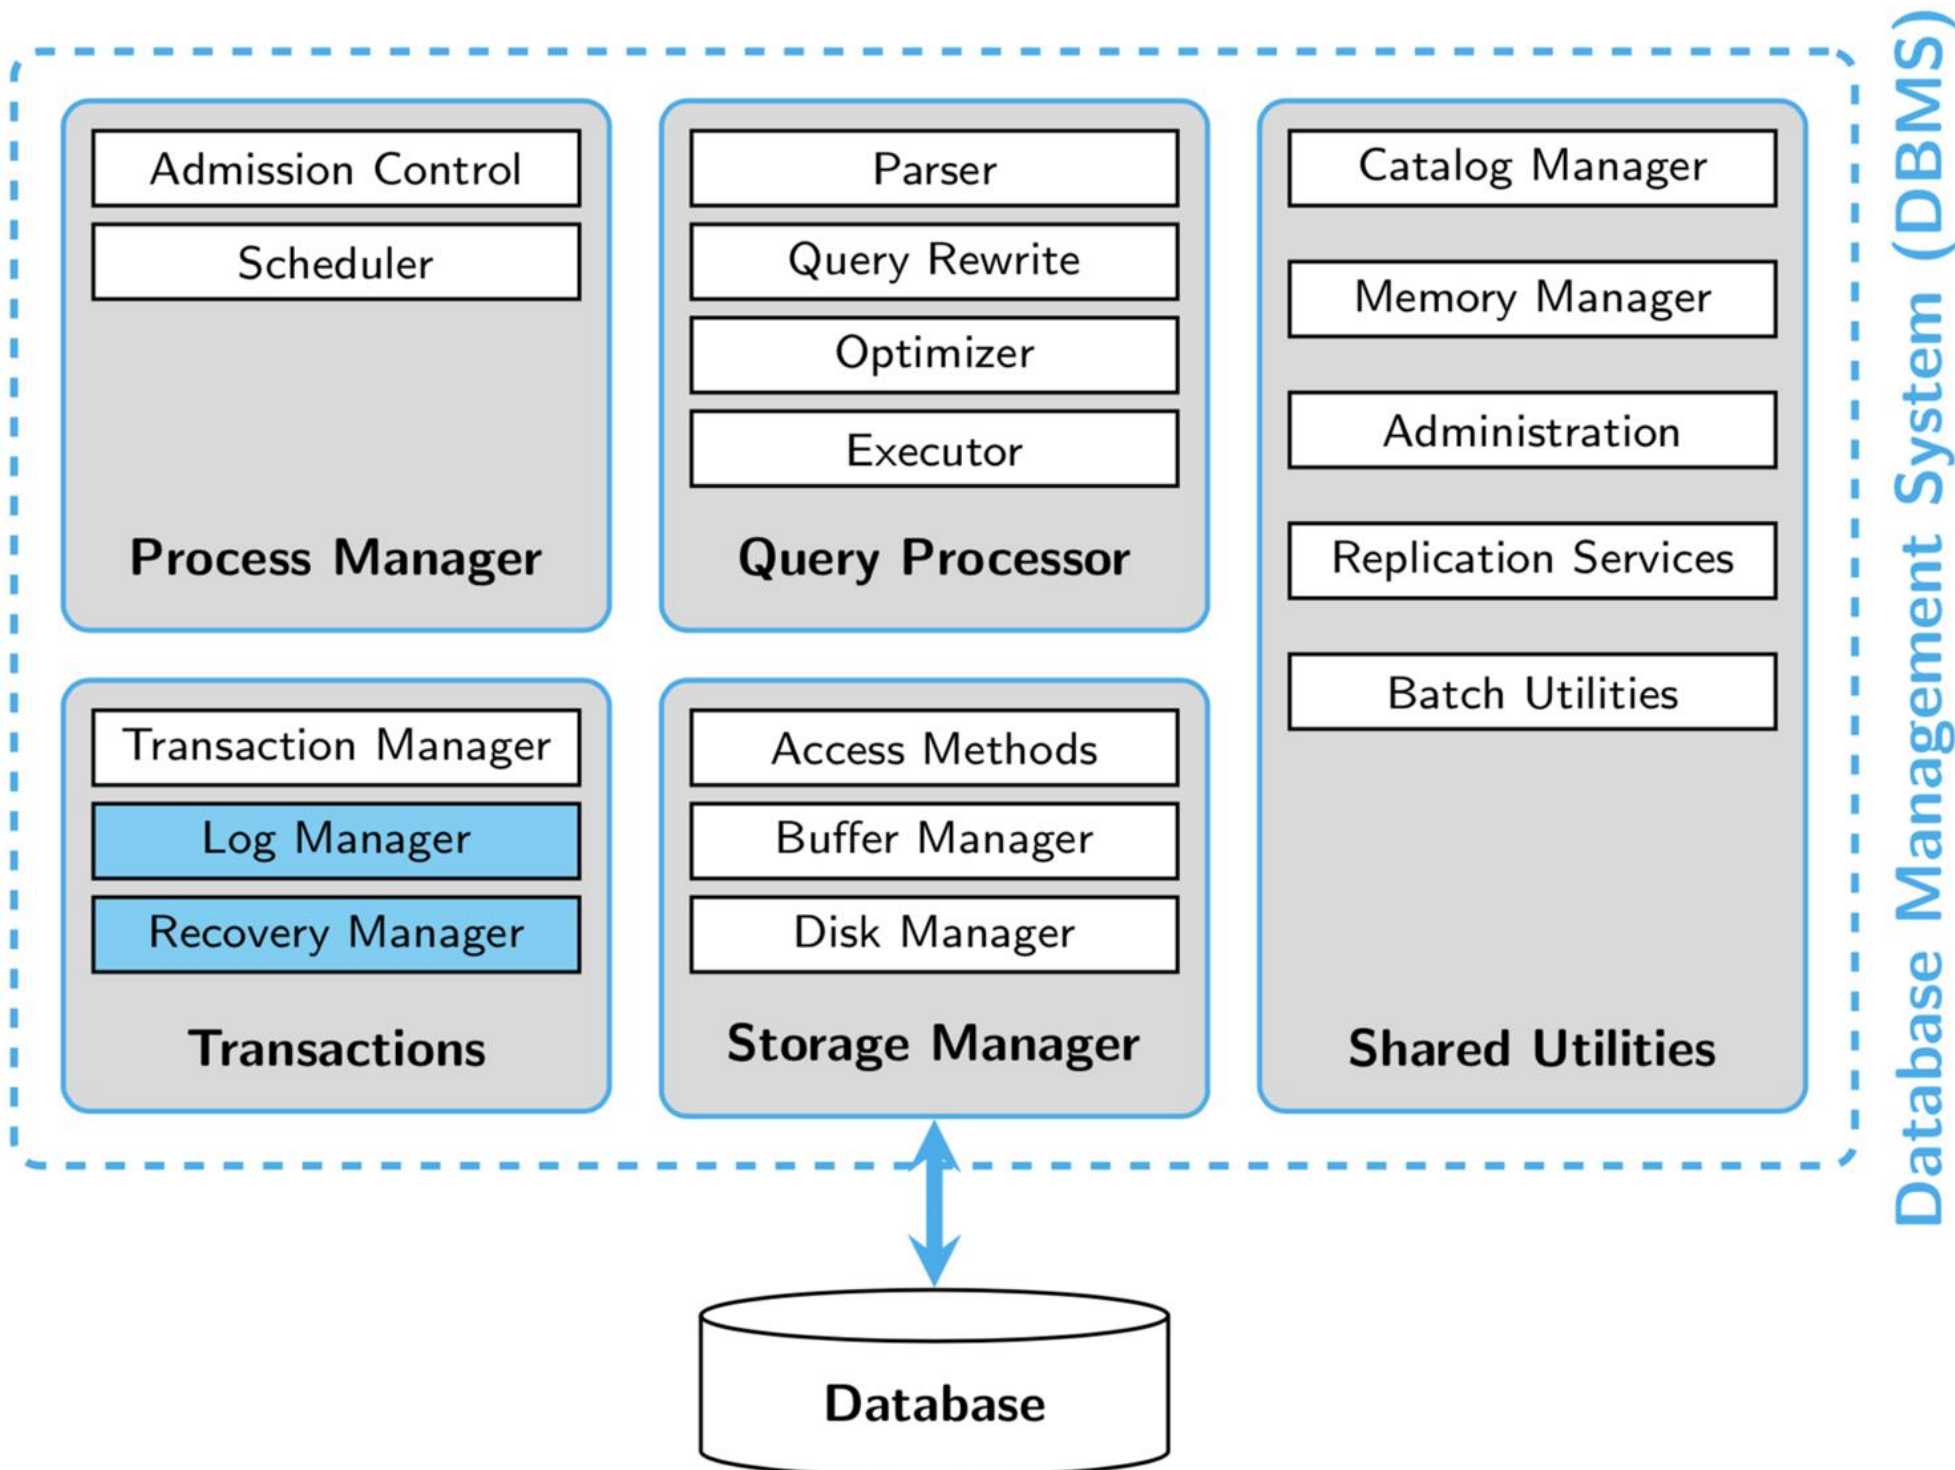 Admission Control
Scheduler
Process Manager
Parser
Query Rewrite
Optimizer
Executor
Query Processor
Catalog Manager
Memory Manager
Administration
Replication Services
Batch Utilities
Shared Utilities
Transaction Manager
Log Manager
Recovery Manager
Transactions
Access Methods
Buffer Manager
Disk Manager
Storage Manager
Database
Database Management System (DBMS)